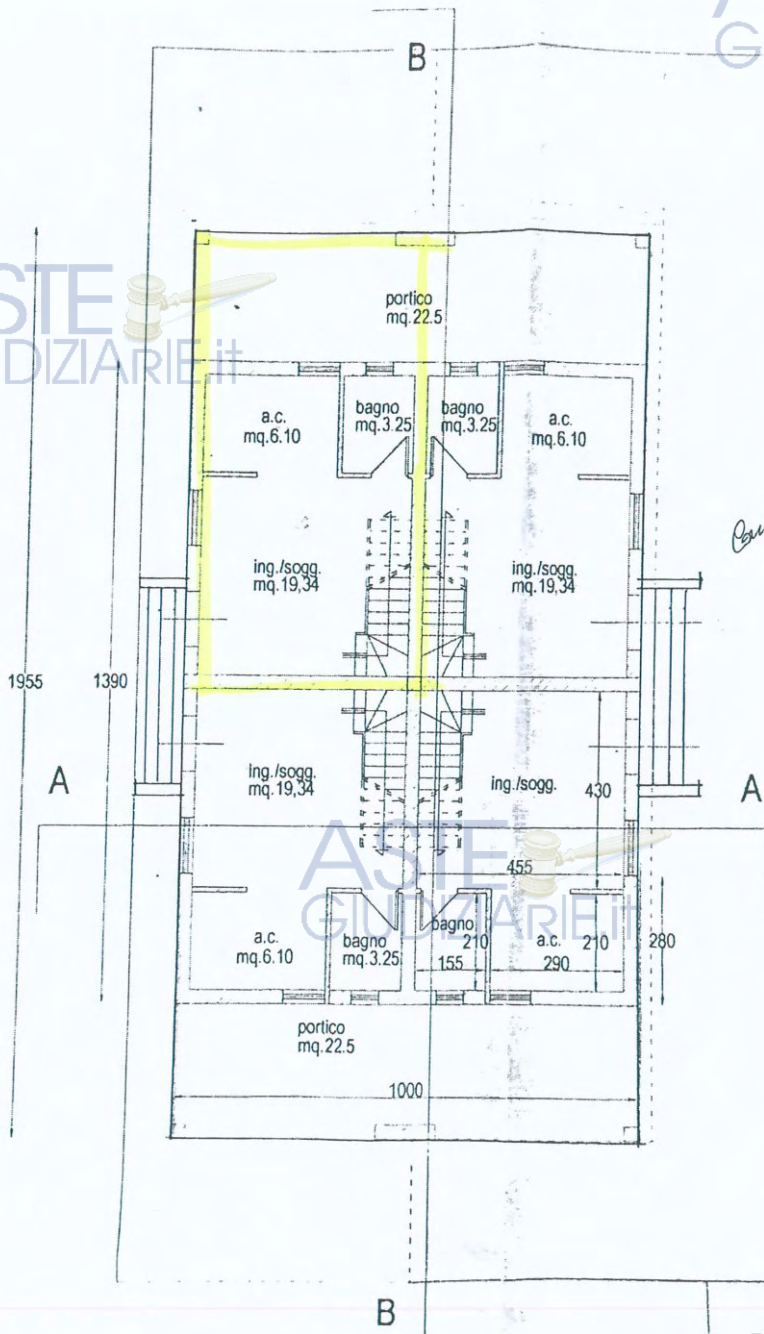 B
G
ASTE
GIUDIZIARIE.it
portico
mq.22.5
a.c.
mq.6.10
bagno
mq.3.25
bagno
mq.3.25
a.c.
mq.6.10
ing./sogg.
mq.19,34
ing./sogg.
mq.19,34
1955
1390
A
ing./sogg.
mq.19,34
ing./sogg.
430
A
455
ASTE
GIUDIZIARIE.it
a.c.
mq.6.10
bagno
mq.3.25
bagno
210
155
a.c.
290
210
280
portico
mq.22.5
1000
B